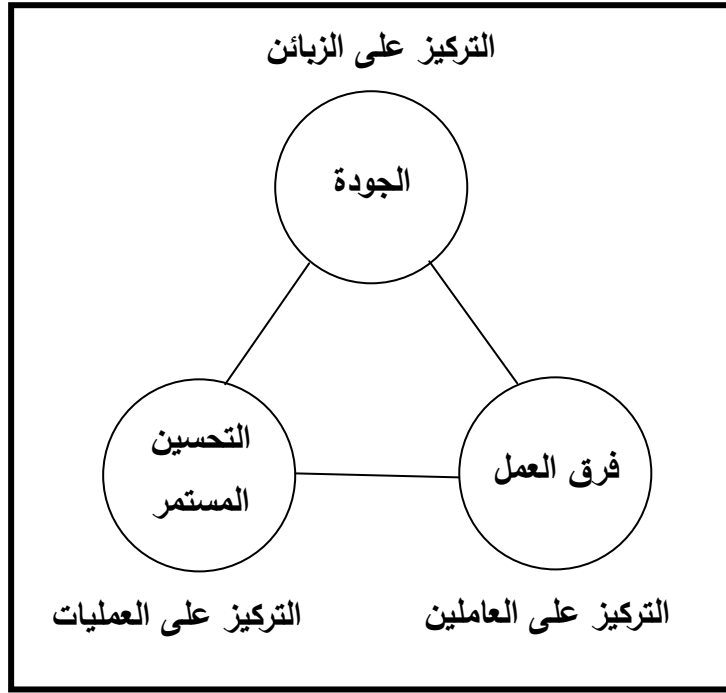 التركيز على الزبائن
الجودة
فرق العمل
التحسين
المستمر
التركيز على العاملين
التركيز على العمليات